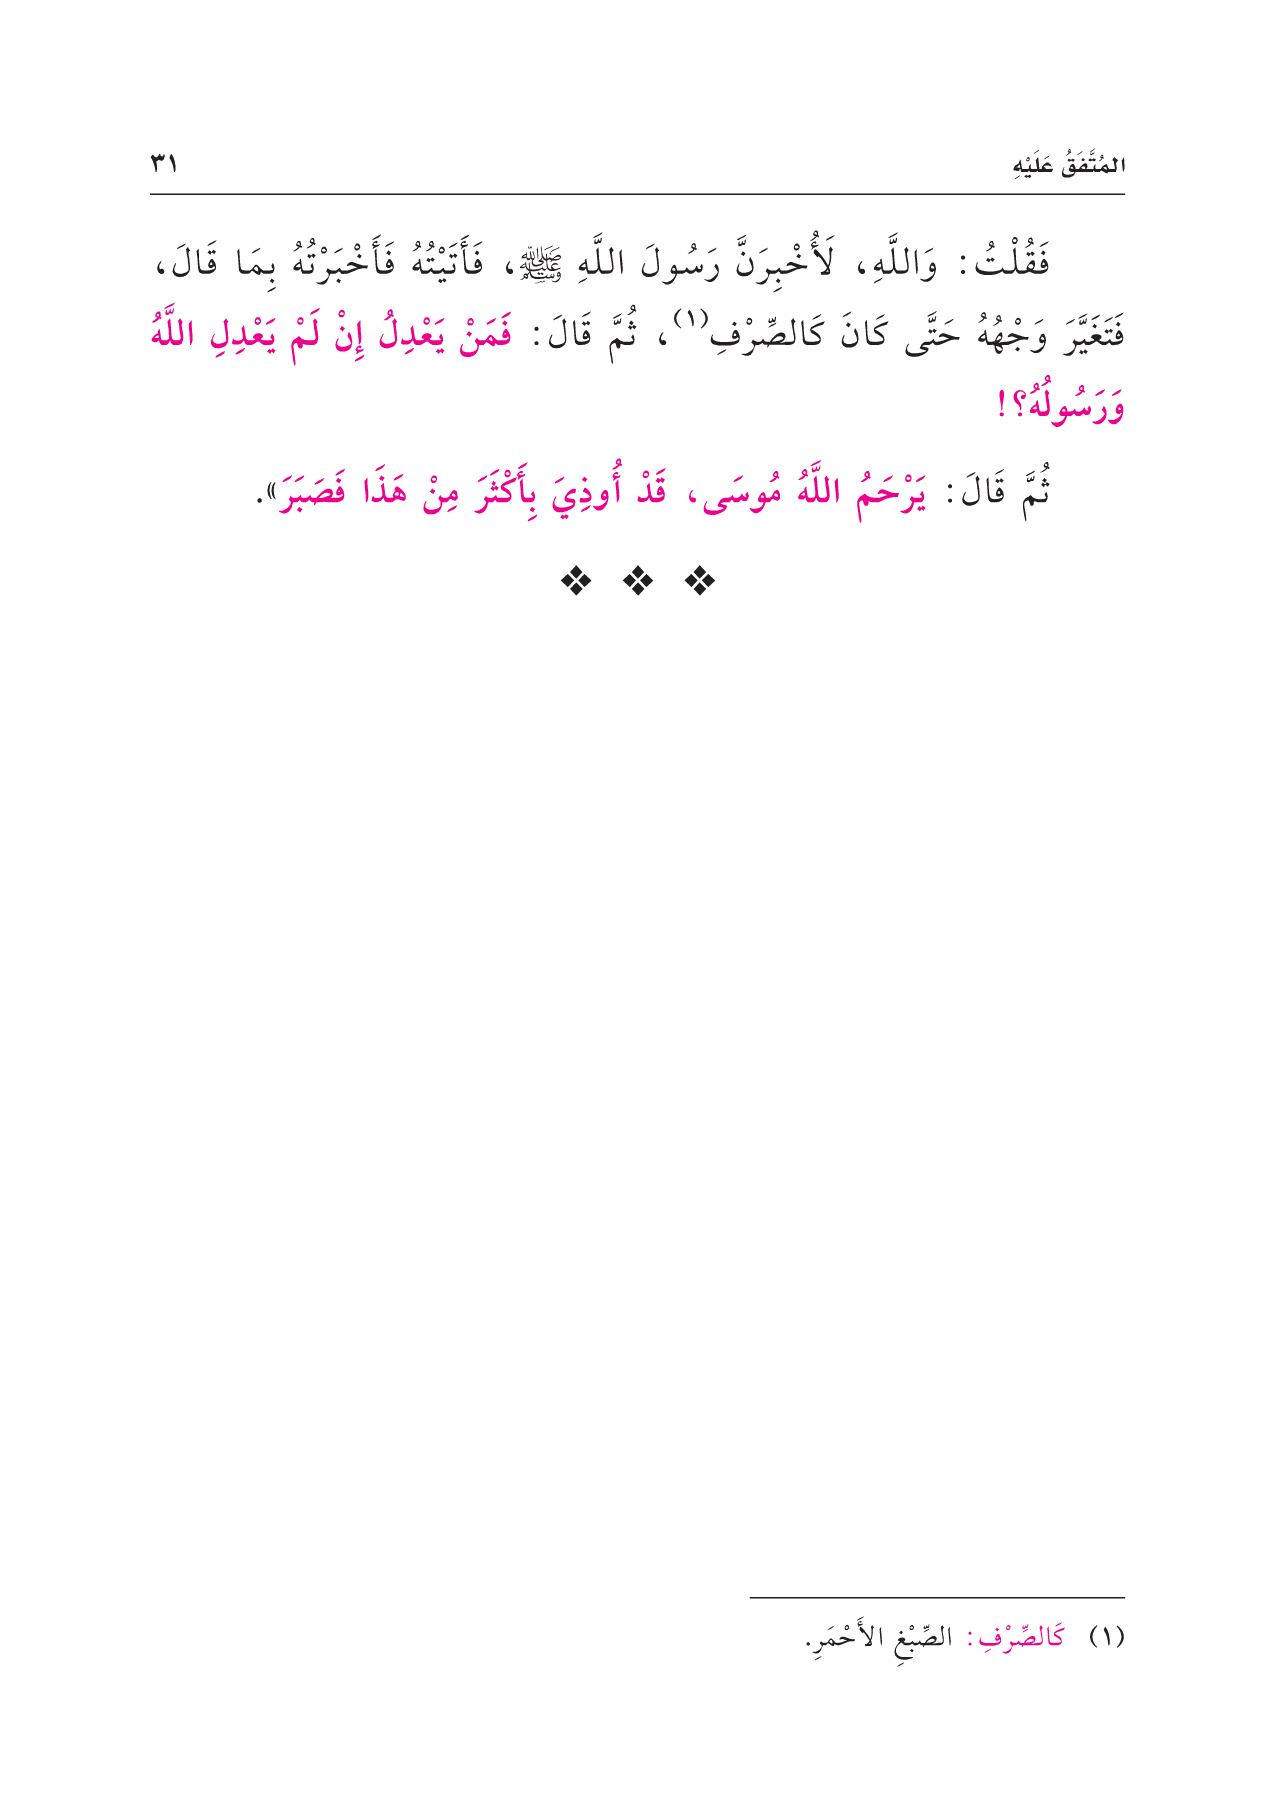 المُتَّفَقُ عَلَيْهِ ٣١
فَقُلْتُ: وَاللَّهِ، لَأُخْبِرَنَّ رَسُولَ اللَّهِ ﷺ، فَأَتَيْتُهُ فَأَخْبَرْتُهُ بِمَا قَالَ،
فَتَغَيَّرَ وَجْهُهُ حَتَّى كَانَ كَالصِّرْفِ(١)، ثُمَّ قَالَ: فَمَنْ يَعْدِلُ إِنْ لَمْ يَعْدِلِ اللَّهُ
وَرَسُولُهُ؟!
ثُمَّ قَالَ: يَرْحَمُ اللَّهُ مُوسَى، قَدْ أُوذِيَ بِأَكْثَرَ مِنْ هَذَا فَصَبَرَ».
(١) كَالصِّرْفِ: الصِّبْغِ الأَحْمَرِ.